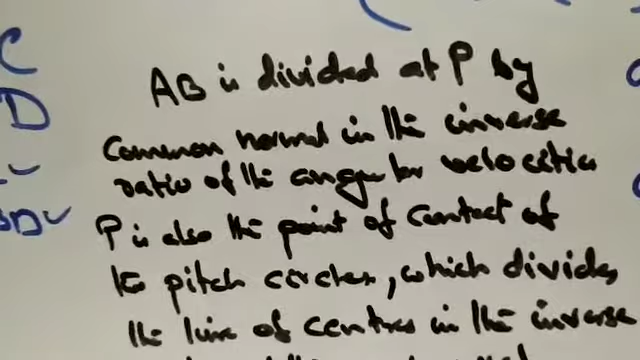 AB is divided at P by
common normal in the inverse
ratio of the angular velocities
P is also the point of contact of
the pitch circles, which divides
the line of centres in the inverse
C
D